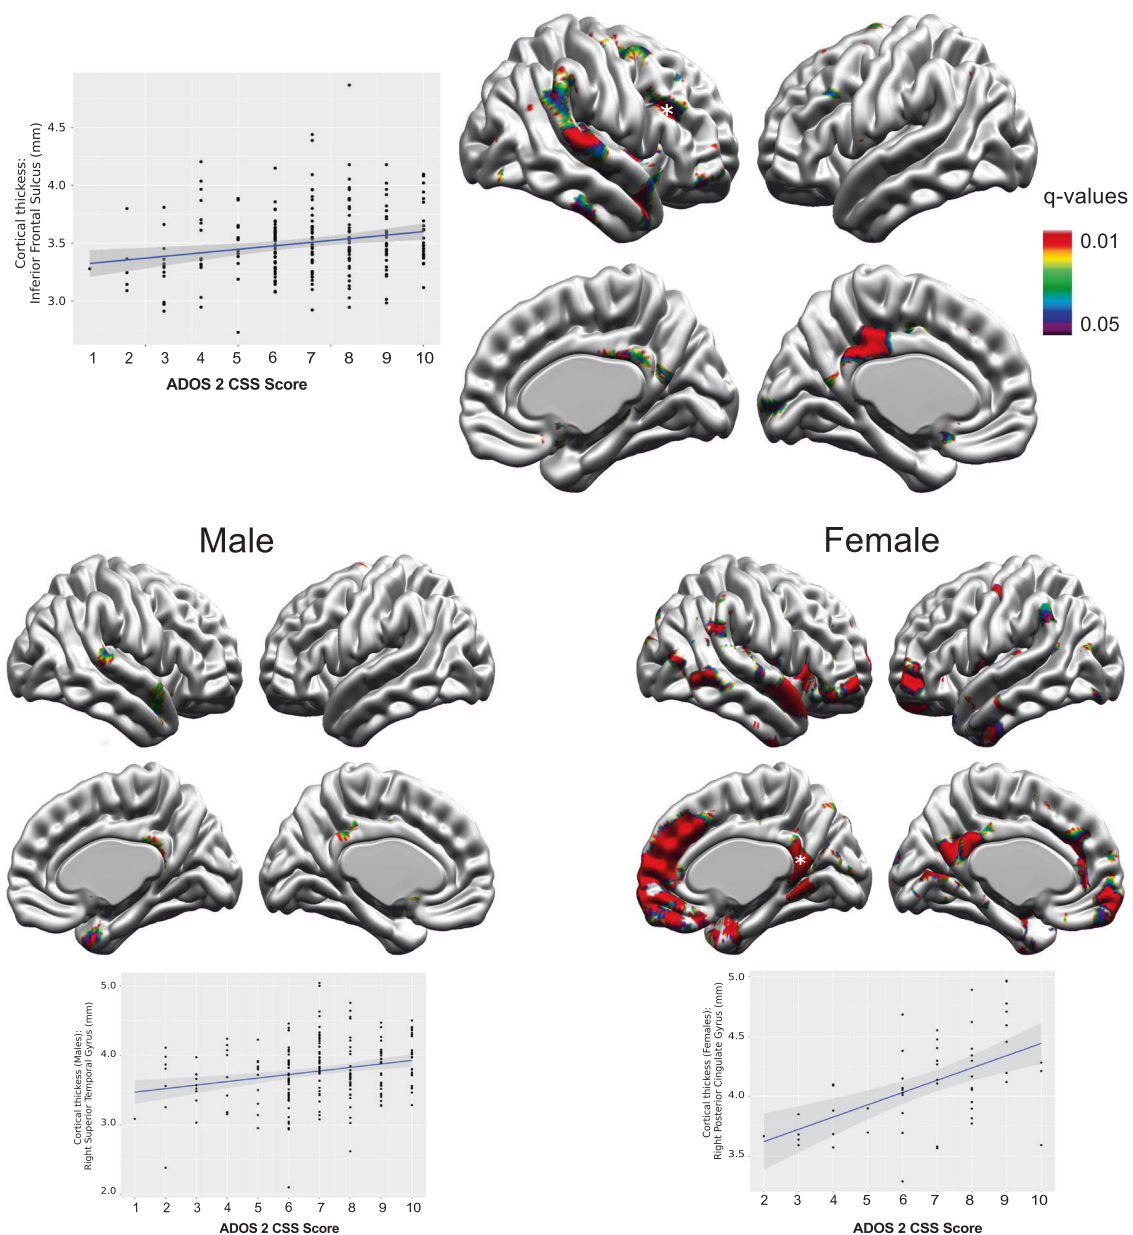 Cortical thickness:
Inferior Frontal Sulcus (mm)
4.5
4.0
3.5
3.0
1 2 3 4 5 6 7 8 9 10
ADOS 2 CSS Score
*
q-values
0.01
0.05
Male
Female
*
*
Cortical thickess (Males):
Right Superior Temporal Gyrus (mm)
5.0
4.0
3.0
2.0
1 2 3 4 5 6 7 8 9 10
ADOS 2 CSS Score
Cortical thickess (Females):
Right Posterior Cingulate Gyrus (mm)
5.0
4.5
4.0
3.5
2 3 4 5 6 7 8 9 10
ADOS 2 CSS Score